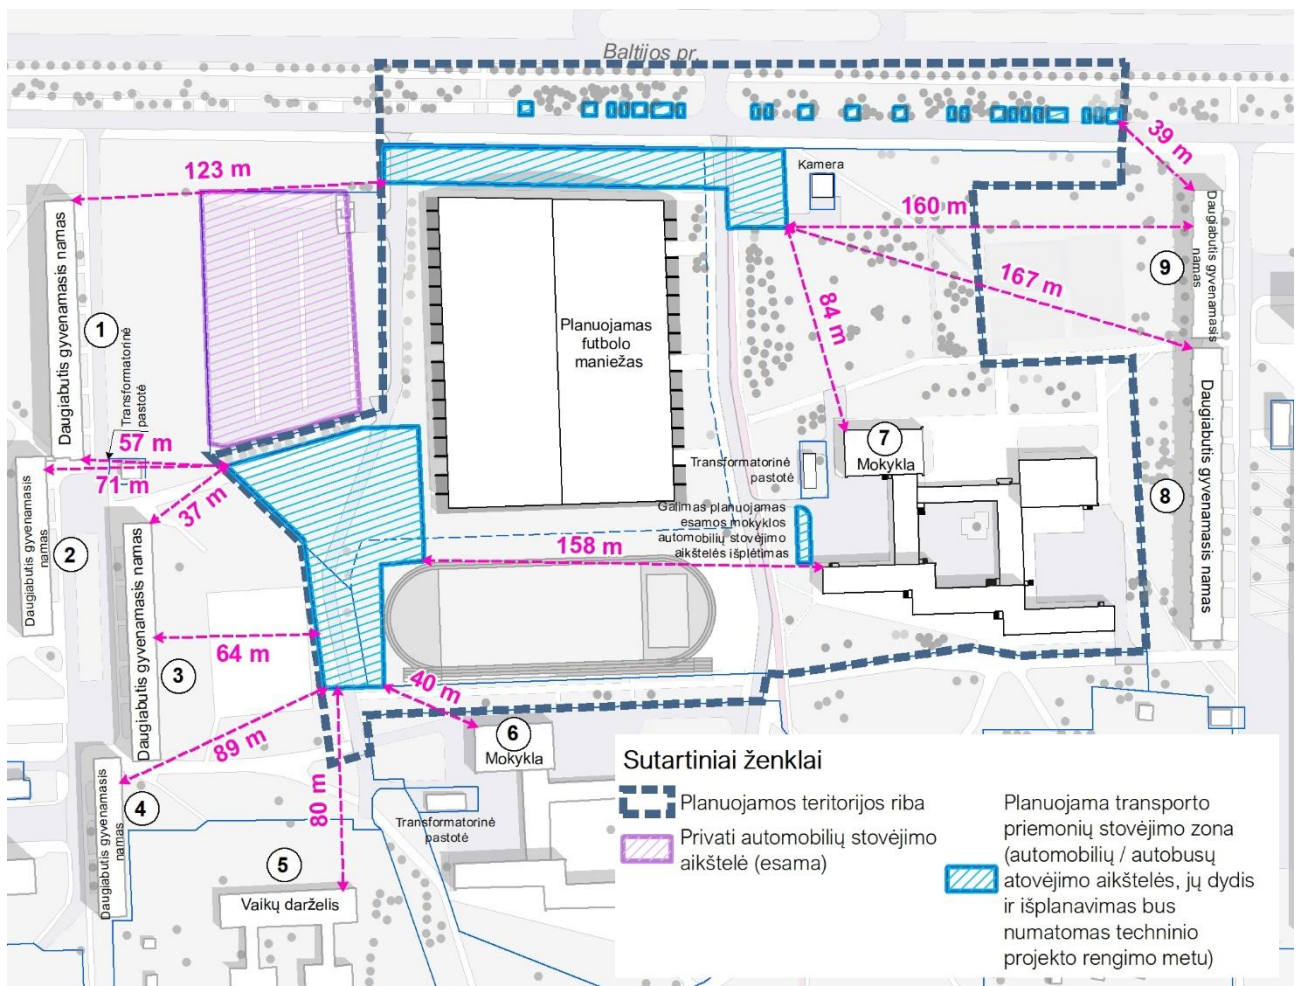 Baltijos pr.
39 m
123 m
Kamera
160 m
Daugiabutis gyvenamasis
namas
9
Daugiabutis gyvenamasis namas
1
Transformatorinė
pastotė
Planuojamas
futbolo
maniežas
84 m
167 m
57 m
71 m
37 m
7
Mokykla
Transformatorinė
pastotė
Daugiabutis gyvenamasis namas
8
Galimas planuojamas
esamos mokyklos
automobilių stovėjimo
aikštelės išplėtimas
Daugiabutis gyvenamasis
namas
2
Daugiabutis gyvenamasis namas
3
158 m
64 m
40 m
6
Mokykla
89 m
80 m
Daugiabutis gyvenamasis
namas
4
Transformatorinė
pastotė
5
Vaikų darželis
Sutartiniai ženklai
Planuojamos teritorijos riba
Privati automobilių stovėjimo
aikštelė (esama)
Planuojama transporto
priemonių stovėjimo zona
(automobilių / autobusų
atovėjimo aikštelės, jų dydis
ir išplanavimas bus
numatomas techninio
projekto rengimo metu)